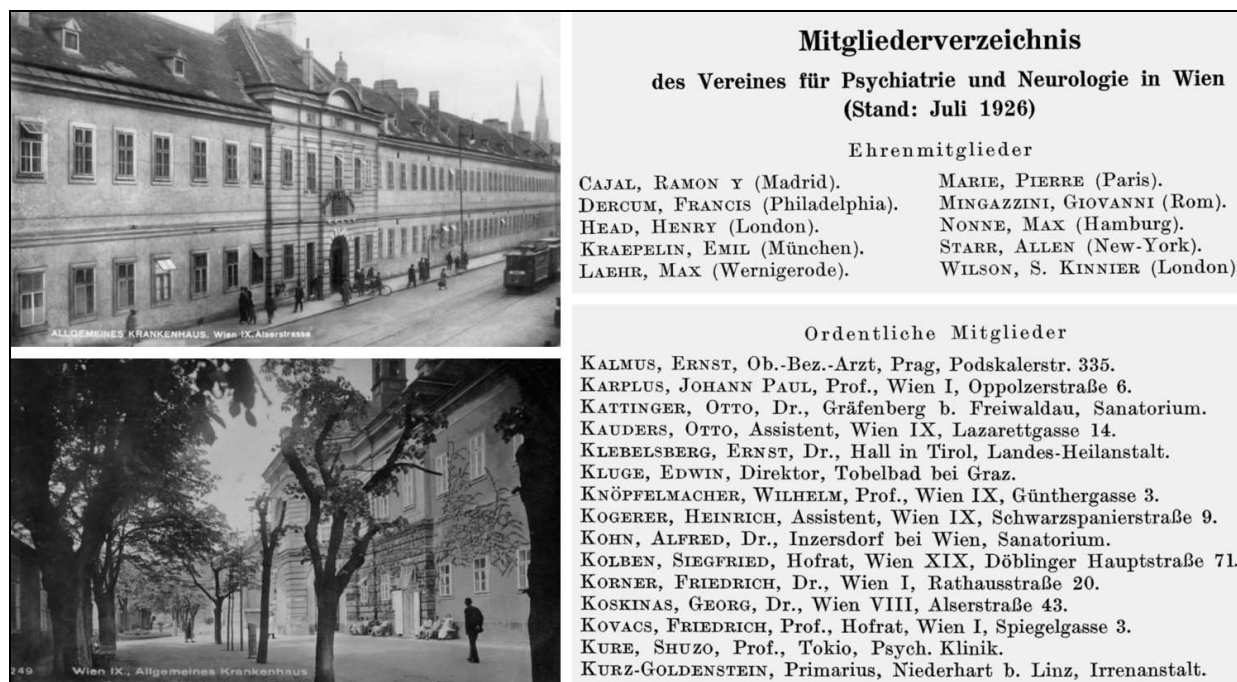 ALLGEMEINES KRANKENHAUS, Wien IX. Alserstrasse
249 Wien IX., Allgemeines Krankenhaus
Mitgliederverzeichnis
des Vereines für Psychiatrie und Neurologie in Wien
(Stand: Juli 1926)
Ehrenmitglieder
CAJAL, RAMON Y (Madrid).
DERCUM, FRANCIS (Philadelphia).
HEAD, HENRY (London).
KRAEPELIN, EMIL (München).
LAEHR, MAX (Wernigerode).
MARIE, PIERRE (Paris).
MINGAZZINI, GIOVANNI (Rom).
NONNE, MAX (Hamburg).
STARR, ALLEN (New-York).
WILSON, S. KINNIER (London)
Ordentliche Mitglieder
KALMUS, ERNST, Ob.-Bez.-Arzt, Prag, Podskalerstr. 335.
KARPLUS, JOHANN PAUL, Prof., Wien I, Oppolzerstraße 6.
KATTINGER, OTTO, Dr., Gräfenberg b. Freiwaldau, Sanatorium.
KAUDERS, OTTO, Assistent, Wien IX, Lazarettgasse 14.
KLEBELSBERG, ERNST, Dr., Hall in Tirol, Landes-Heilanstalt.
KLUGE, EDWIN, Direktor, Tobelbad bei Graz.
KNÖPFELMACHER, WILHELM, Prof., Wien IX, Günthergasse 3.
KOGERER, HEINRICH, Assistent, Wien IX, Schwarzspanierstraße 9.
KOHN, ALFRED, Dr., Inzersdorf bei Wien, Sanatorium.
KOLBEN, SIEGFRIED, Hofrat, Wien XIX, Döblinger Hauptstraße 71.
KORNER, FRIEDRICH, Dr., Wien I, Rathausstraße 20.
KOSKINAS, GEORG, Dr., Wien VIII, Alserstraße 43.
KOVACS, FRIEDRICH, Prof., Hofrat, Wien I, Spiegelgasse 3.
KURE, SHUZO, Prof., Tokio, Psych. Klinik.
KURZ-GOLDENSTEIN, Primarius, Niederhart b. Linz, Irrenanstalt.